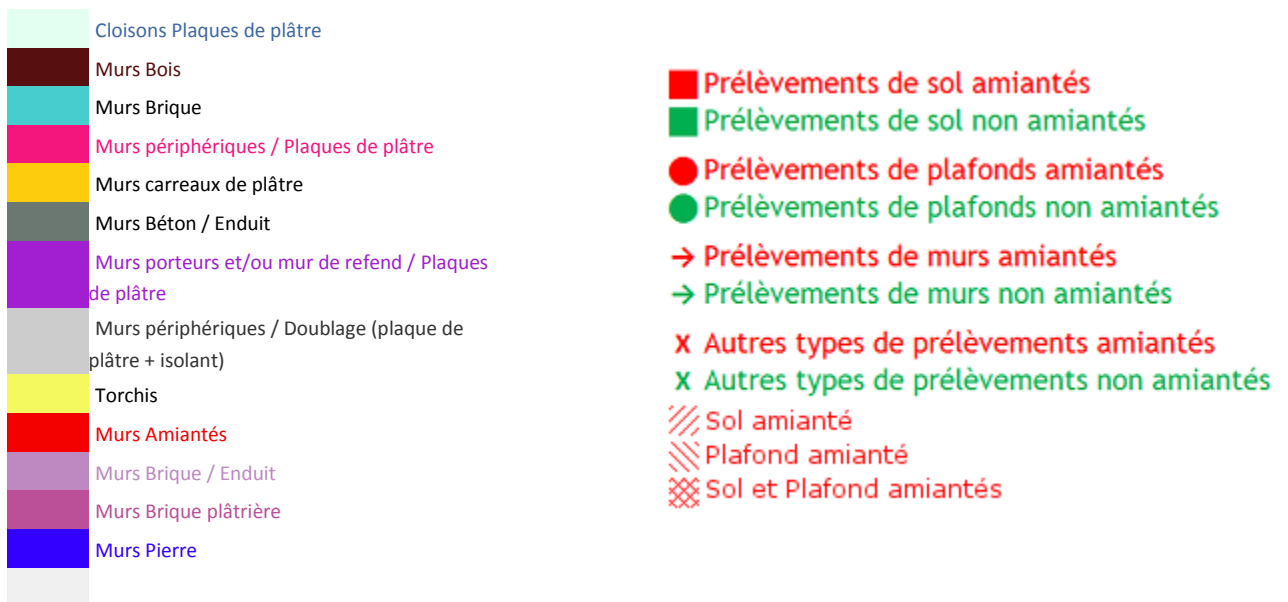 Cloisons Plaques de plâtre
Murs Bois
Murs Brique
Murs périphériques / Plaques de plâtre
Murs carreaux de plâtre
Murs Béton / Enduit
Murs porteurs et/ou mur de refend / Plaques
de plâtre
Murs périphériques / Doublage (plaque de
plâtre + isolant)
Torchis
Murs Amiantés
Murs Brique / Enduit
Murs Brique plâtrière
Murs Pierre
Prélèvements de sol amiantés
Prélèvements de sol non amiantés
Prélèvements de plafonds amiantés
Prélèvements de plafonds non amiantés
→ Prélèvements de murs amiantés
→ Prélèvements de murs non amiantés
X Autres types de prélèvements amiantés
X Autres types de prélèvements non amiantés
Sol amianté
Plafond amianté
Sol et Plafond amiantés